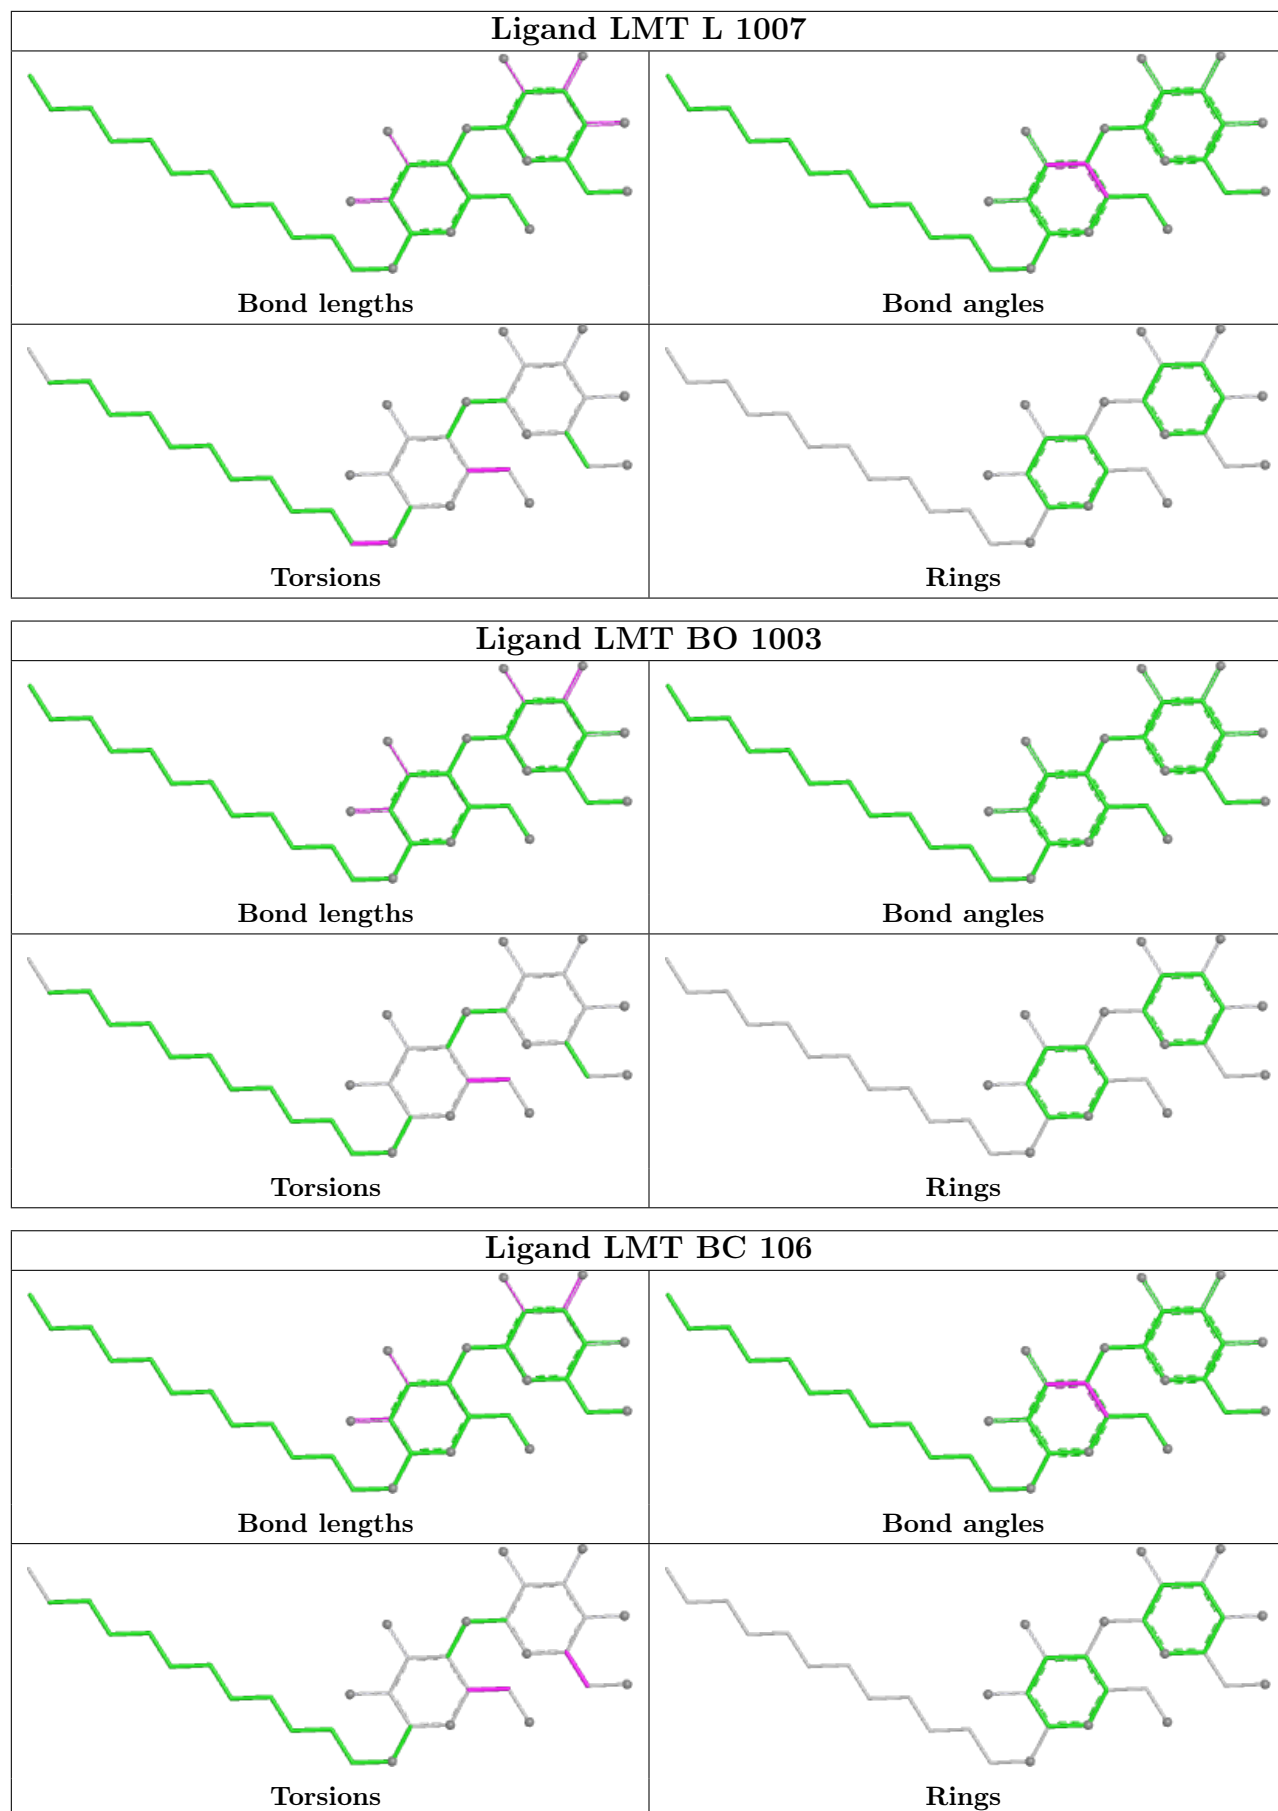 Ligand LMT L 1007
Bond lengths
Bond angles
Torsions
Rings
Ligand LMT BO 1003
Bond lengths
Bond angles
Torsions
Rings
Ligand LMT BC 106
Bond lengths
Bond angles
Torsions
Rings